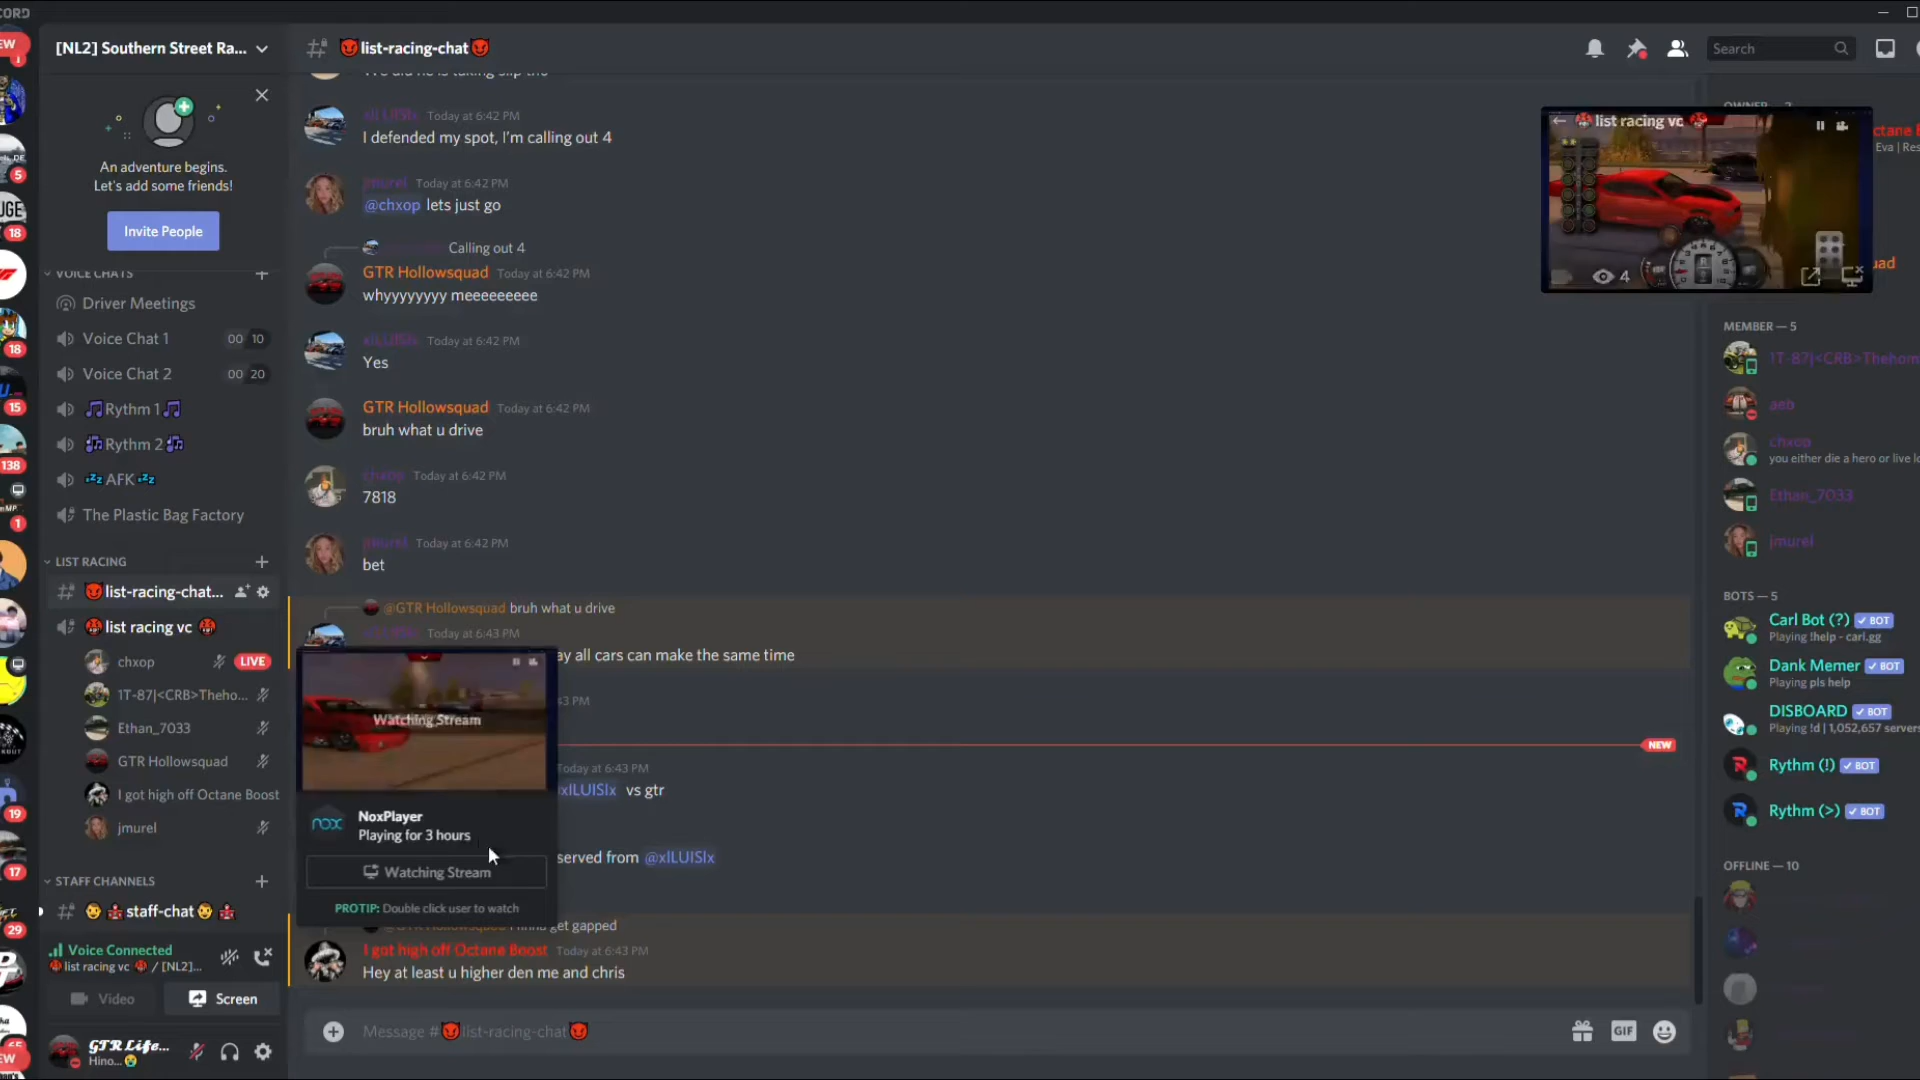 CORD
[NL2] Southern Street Ra...
An adventure begins.
Let's add some friends!
Invite People
VOICE CHATS
Driver Meetings
Voice Chat 1 00 10
Voice Chat 2 00 20
🎵Rythm 1🎵
🎶Rythm 2🎶
💤AFK💤
The Plastic Bag Factory
LIST RACING
😈list-racing-chat...
👹list racing vc 👹
chxop LIVE
1T-87|<CRB>Theho...
Ethan_7033
GTR Hollowsquad
I got high off Octane Boost
jmurel
STAFF CHANNELS
staff-chat
Voice Connected
list racing vc / [NL2]...
Video Screen
GTR Life...
Hino...😭
😈list-racing-chat😈
Today at 6:42 PM
I defended my spot, I'm calling out 4
jmurel Today at 6:42 PM
@chxop lets just go
Calling out 4
GTR Hollowsquad Today at 6:42 PM
whyyyyyyyy meeeeeeeee
Today at 6:42 PM
Yes
GTR Hollowsquad Today at 6:42 PM
bruh what u drive
chxop Today at 6:42 PM
7818
jmurel Today at 6:42 PM
bet
@GTR Hollowsquad bruh what u drive
Today at 6:43 PM
ay all cars can make the same time
Watching Stream
43 PM
NEW
Today at 6:43 PM
vs gtr
NoxPlayer
Playing for 3 hours
served from
nox
Watching Stream
PROTIP: Double click user to watch
get gapped
I got high off Octane Boost Today at 6:43 PM
Hey at least u higher den me and chris
Message #😈list-racing-chat😈
GIF
Search
list racing vc
4
Eva | Res
MEMBER — 5
1T-87|<CRB>Thehom
aeb
chxop
you either die a hero or live lo
Ethan_7033
jmurel
BOTS — 5
Carl Bot (?) ✓ BOT
Playing !help - carl.gg
Dank Memer ✓ BOT
Playing pls help
DISBOARD ✓ BOT
Playing !d | 1,052,657 servers
Rythm (!) ✓ BOT
Rythm (>) ✓ BOT
OFFLINE — 10